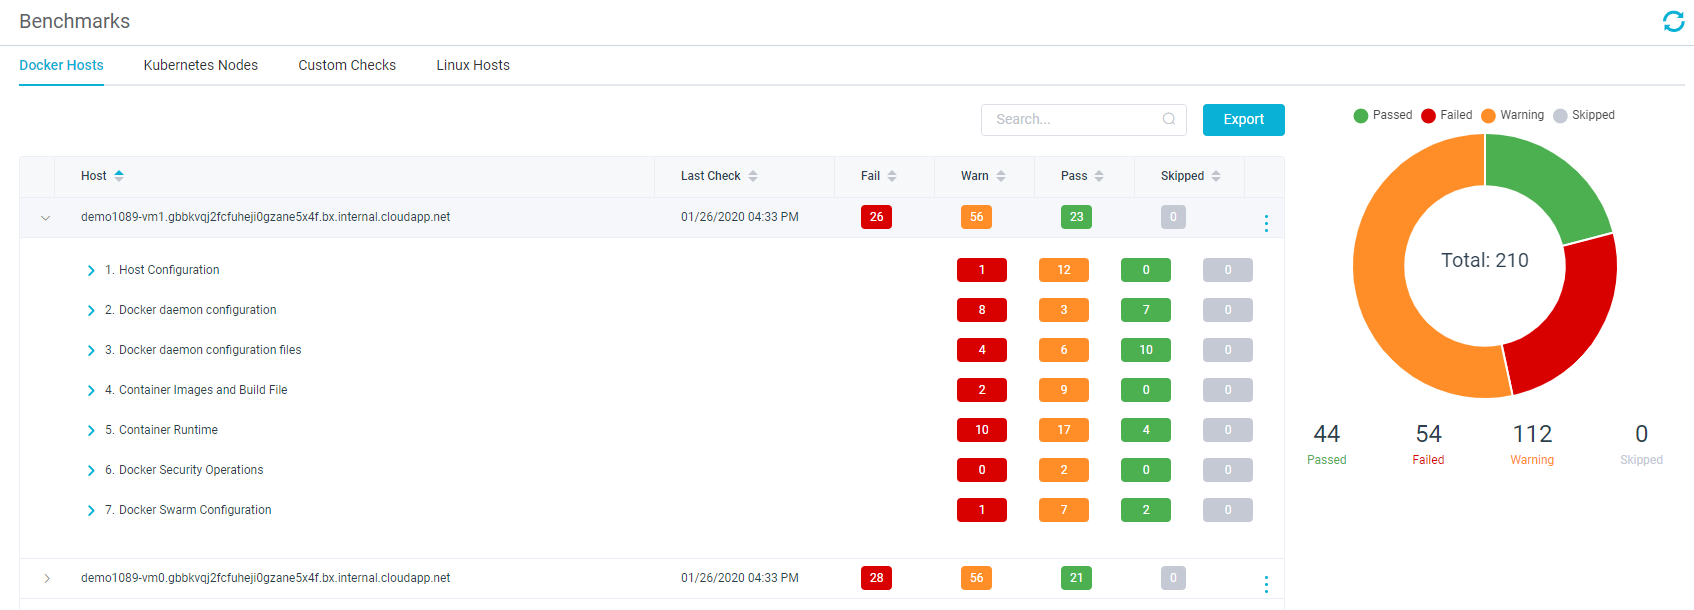 Benchmarks
Docker Hosts Kubernetes Nodes Custom Checks Linux Hosts
Search... Export
Passed Failed Warning Skipped
Host Last Check Fail Warn Pass Skipped
demo1089-vm1.gbbkvqj2fcfuheji0gzane5x4f.bx.internal.cloudapp.net 01/26/2020 04:33 PM 26 56 23 0
1. Host Configuration 1 12 0 0
2. Docker daemon configuration 8 3 7 0
3. Docker daemon configuration files 4 6 10 0
4. Container Images and Build File 2 9 0 0
5. Container Runtime 10 17 4 0
6. Docker Security Operations 0 2 0 0
7. Docker Swarm Configuration 1 7 2 0
demo1089-vm0.gbbkvqj2fcfuheji0gzane5x4f.bx.internal.cloudapp.net 01/26/2020 04:33 PM 28 56 21 0
Total: 210
44 54 112 0
Passed Failed Warning Skipped